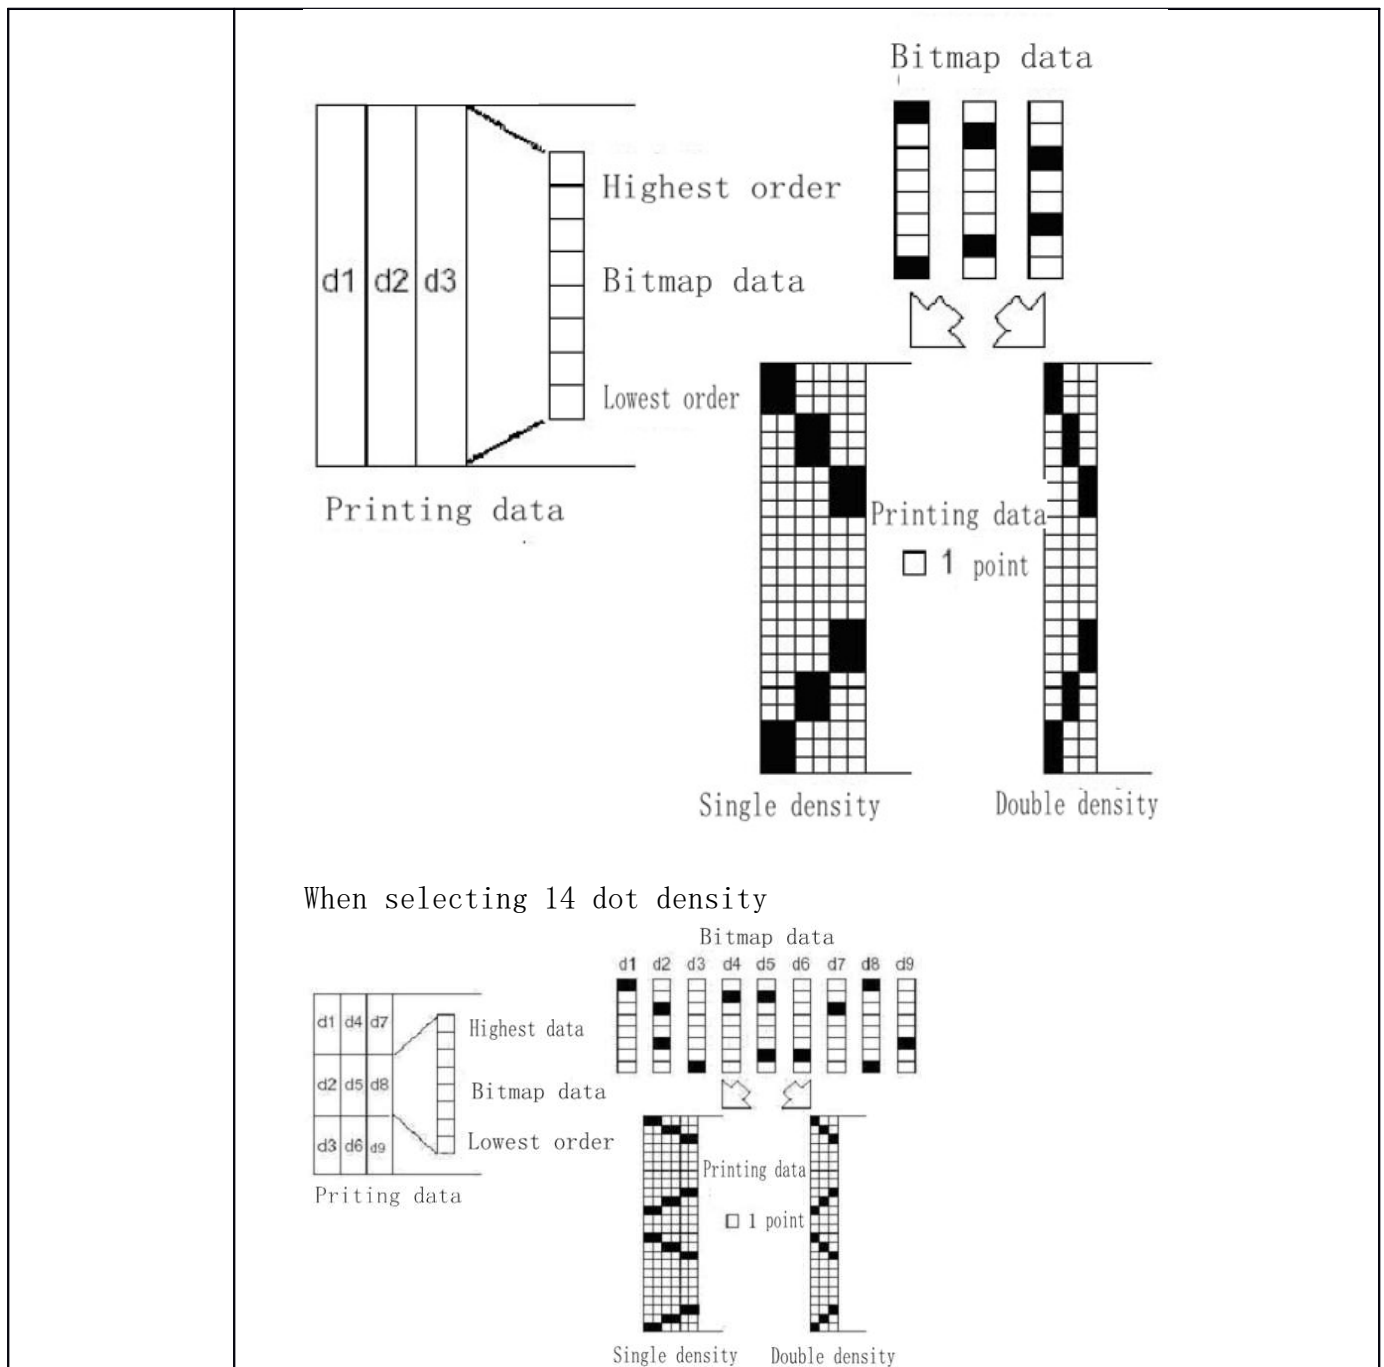 Bitmap data
Highest order
d1 d2 d3
Bitmap data
Lowest order
Printing data
Printing data
1 point
Single density
Double density
When selecting 14 dot density
Bitmap data
d1 d2 d3 d4 d5 d6 d7 d8 d9
d1 d4 d7
Highest data
d2 d5 d8
Bitmap data
d3 d6 d9
Lowest order
Priting data
Printing data
1 point
Single density
Double density